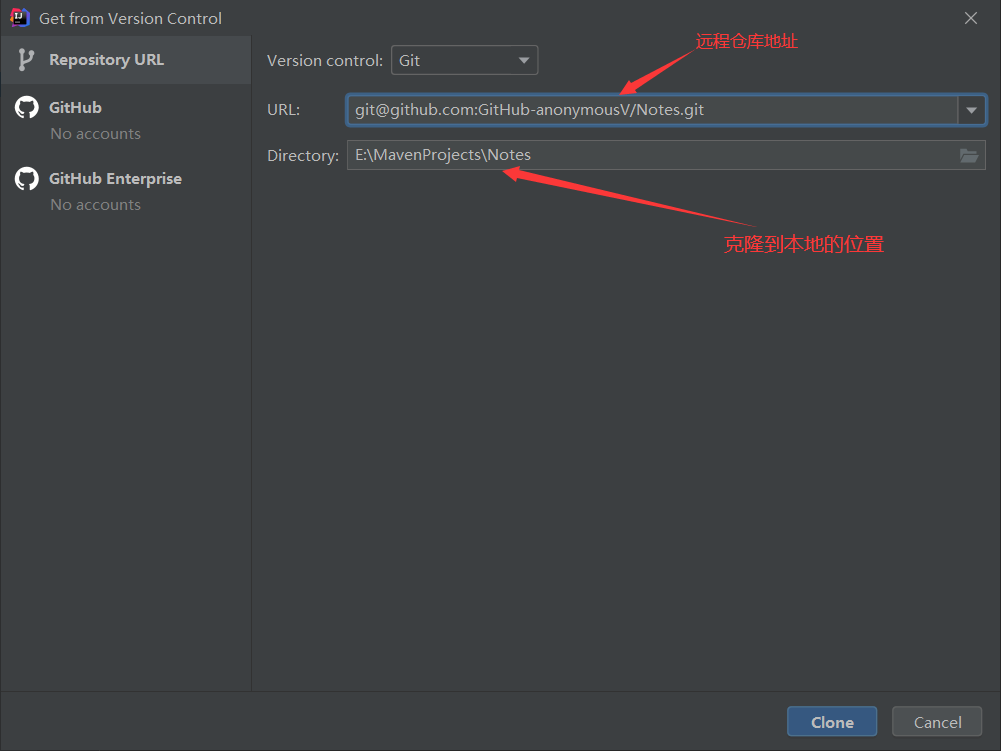 Get from Version Control
Repository URL
GitHub
No accounts
GitHub Enterprise
No accounts
远程仓库地址
Version control: Git
URL: git@github.com:GitHub-anonymousV/Notes.git
Directory: E:\MavenProjects\Notes
克隆到本地的位置
Clone Cancel